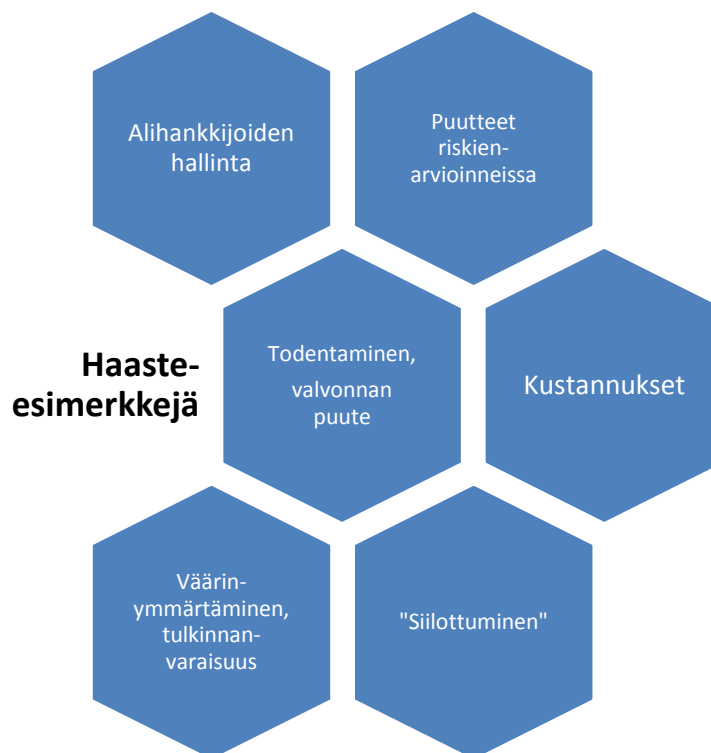 Alihankkijoiden
hallinta
Puutteet
riskien-
arvioinneissa
Haaste-
esimerkkejä
Todentaminen,
valvonnan
puute
Kustannukset
Väärin-
ymmärtäminen,
tulkinnan-
varaisuus
"Siilottuminen"